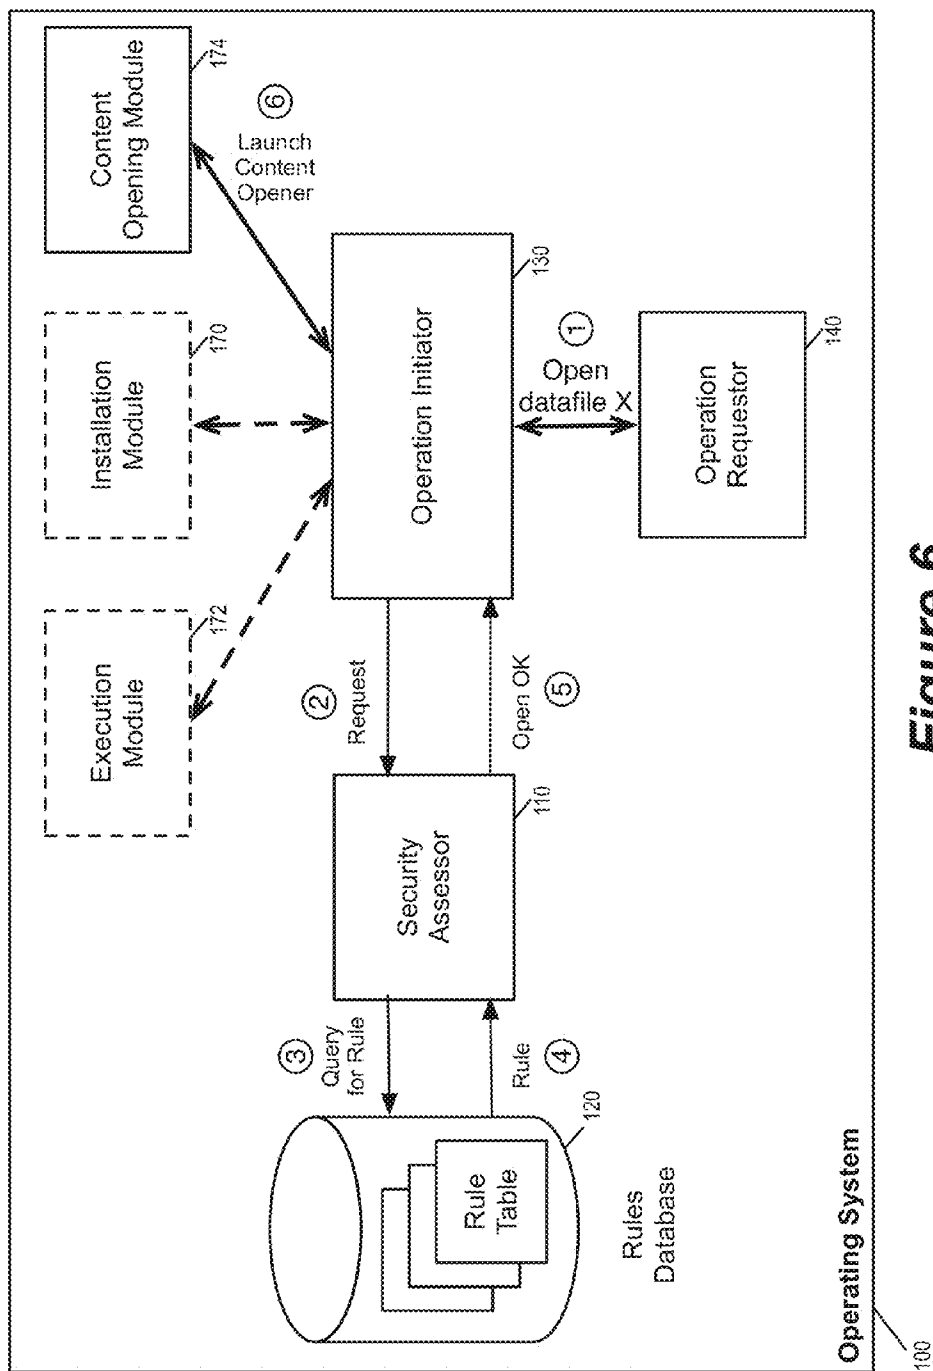 Execution
Module
172
Installation
Module
170
Content
Opening Module
174
6
Launch
Content
Opener
3
Query
for Rule
2
Request
Security
Assessor
110
Operation Initiator
130
Rule
4
Open OK
5
Rule
Table
120
Rules
Database
1
Open
datafile X
Operation
Requestor
140
Operating System
100
Figure 6